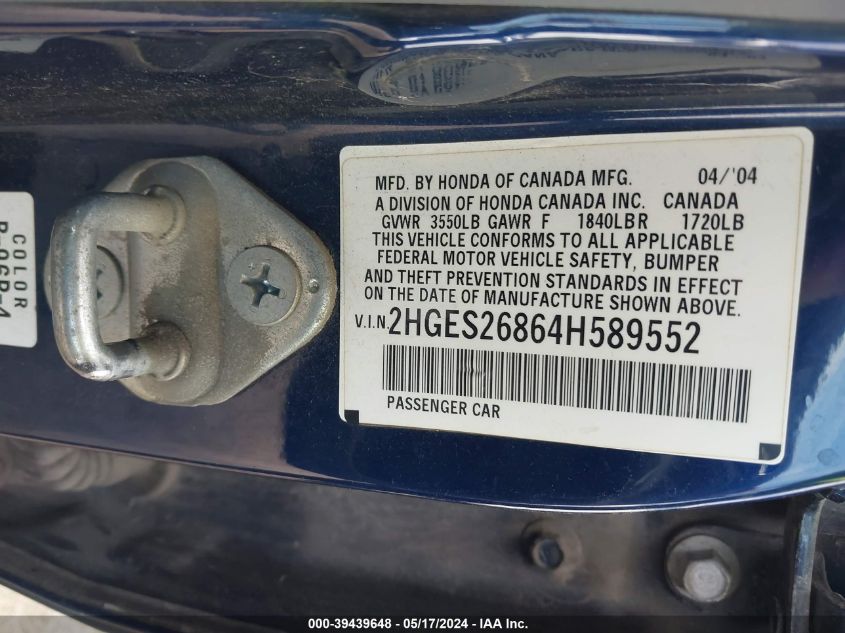 MFD. BY HONDA OF CANADA MFG. 04/'04
A DIVISION OF HONDA CANADA INC. CANADA
GVWR 3550LB GAWR F 1840LBR 1720LB
THIS VEHICLE CONFORMS TO ALL APPLICABLE
FEDERAL MOTOR VEHICLE SAFETY, BUMPER
AND THEFT PREVENTION STANDARDS IN EFFECT
ON THE DATE OF MANUFACTURE SHOWN ABOVE.
V.I.N. 2HGES26864H589552
PASSENGER CAR
COLOR
000-39439648 - 05/17/2024 - IAA Inc.